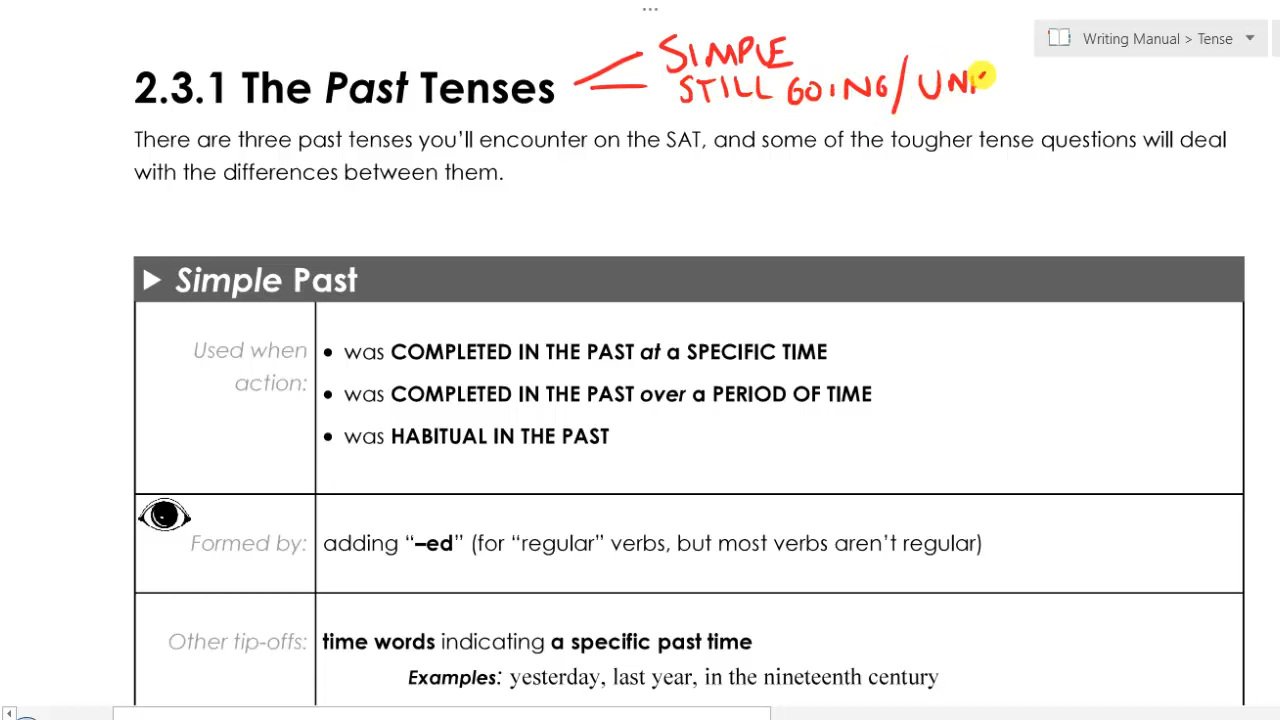 ...
Writing Manual > Tense
SIMPLE
2.3.1 The Past Tenses
STILL GOING/
There are three past tenses you'll encounter on the SAT, and some of the tougher tense questions will deal
with the differences between them.
Simple Past
Used when
action:
• was COMPLETED IN THE PAST at a SPECIFIC TIME
• was COMPLETED IN THE PAST over a PERIOD OF TIME
• was HABITUAL IN THE PAST
Formed by:
adding “–ed” (for “regular” verbs, but most verbs aren't regular)
Other tip-offs:
time words indicating a specific past time
Examples: yesterday, last year, in the nineteenth century